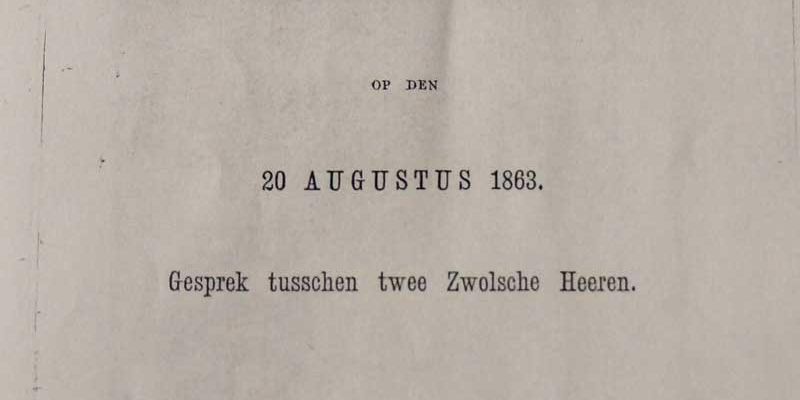 OP DEN
20 AUGUSTUS 1863.
Gesprek tusschen twee Zwolsche Heeren.